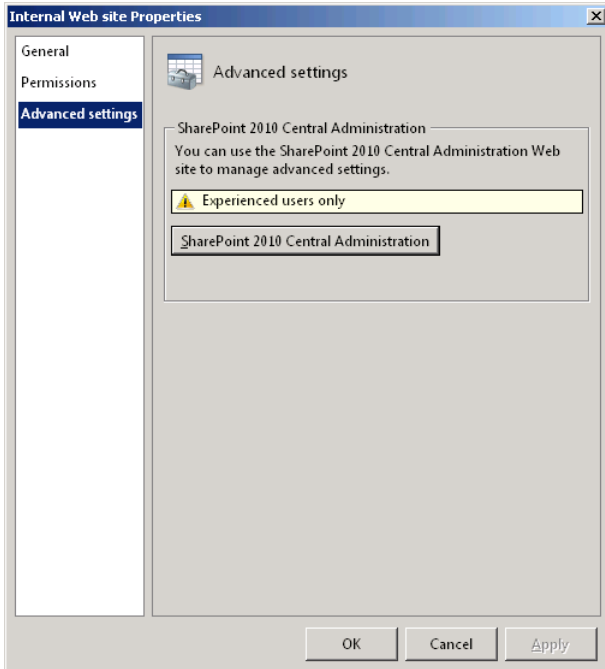 Internal Web site Properties
General
Permissions
Advanced settings
Advanced settings
SharePoint 2010 Central Administration
You can use the SharePoint 2010 Central Administration Web
site to manage advanced settings.
Experienced users only
SharePoint 2010 Central Administration
OK
Cancel
Apply